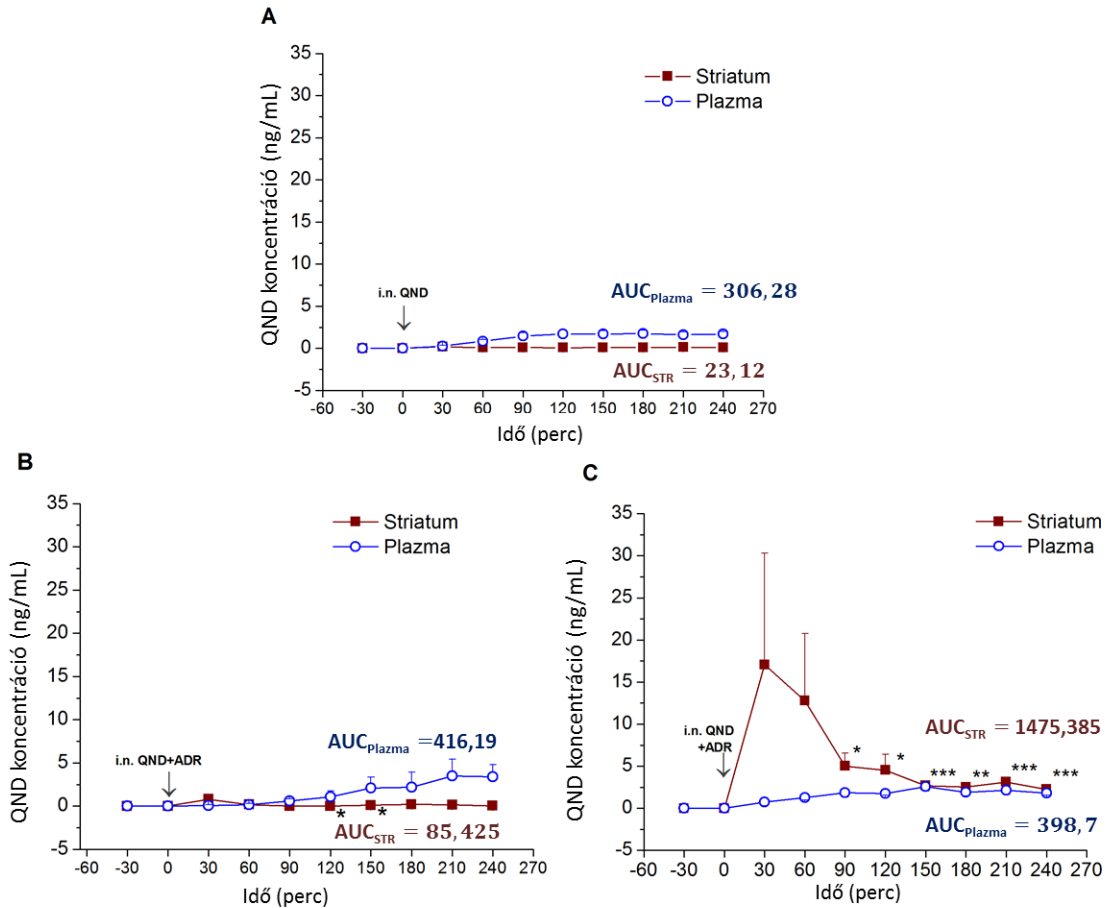 A
QND koncentráció (ng/mL)
35
30
25
20
15
10
5
0
-5
Striatum
Plazma
i.n. QND
AUCPlazma = 306,28
AUCSTR = 23,12
-60 -30 0 30 60 90 120 150 180 210 240 270
Idő (perc)
B
QND koncentráció (ng/mL)
35
30
25
20
15
10
5
0
-5
Striatum
Plazma
i.n. QND+ADR
AUCPlazma =416,19
* *
AUCSTR = 85,425
-60 -30 0 30 60 90 120 150 180 210 240 270
Idő (perc)
C
QND koncentráció (ng/mL)
35
30
25
20
15
10
5
0
-5
Striatum
Plazma
i.n. QND
+ADR
AUCSTR = 1475,385
* * *** ** *** ***
AUCPlazma = 398,7
-60 -30 0 30 60 90 120 150 180 210 240 270
Idő (perc)